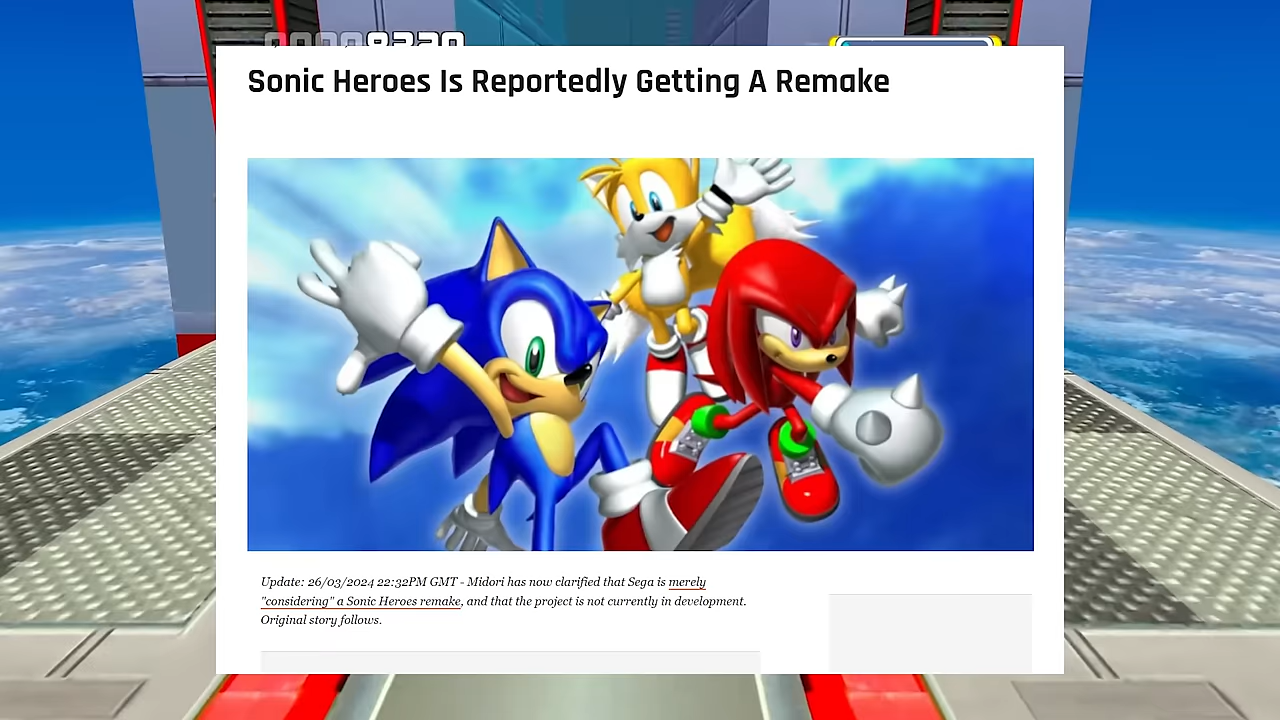 Sonic Heroes Is Reportedly Getting A Remake
Update: 26/03/2024 22:32PM GMT - Midori has now clarified that Sega is merely
"considering" a Sonic Heroes remake, and that the project is not currently in development.
Original story follows.